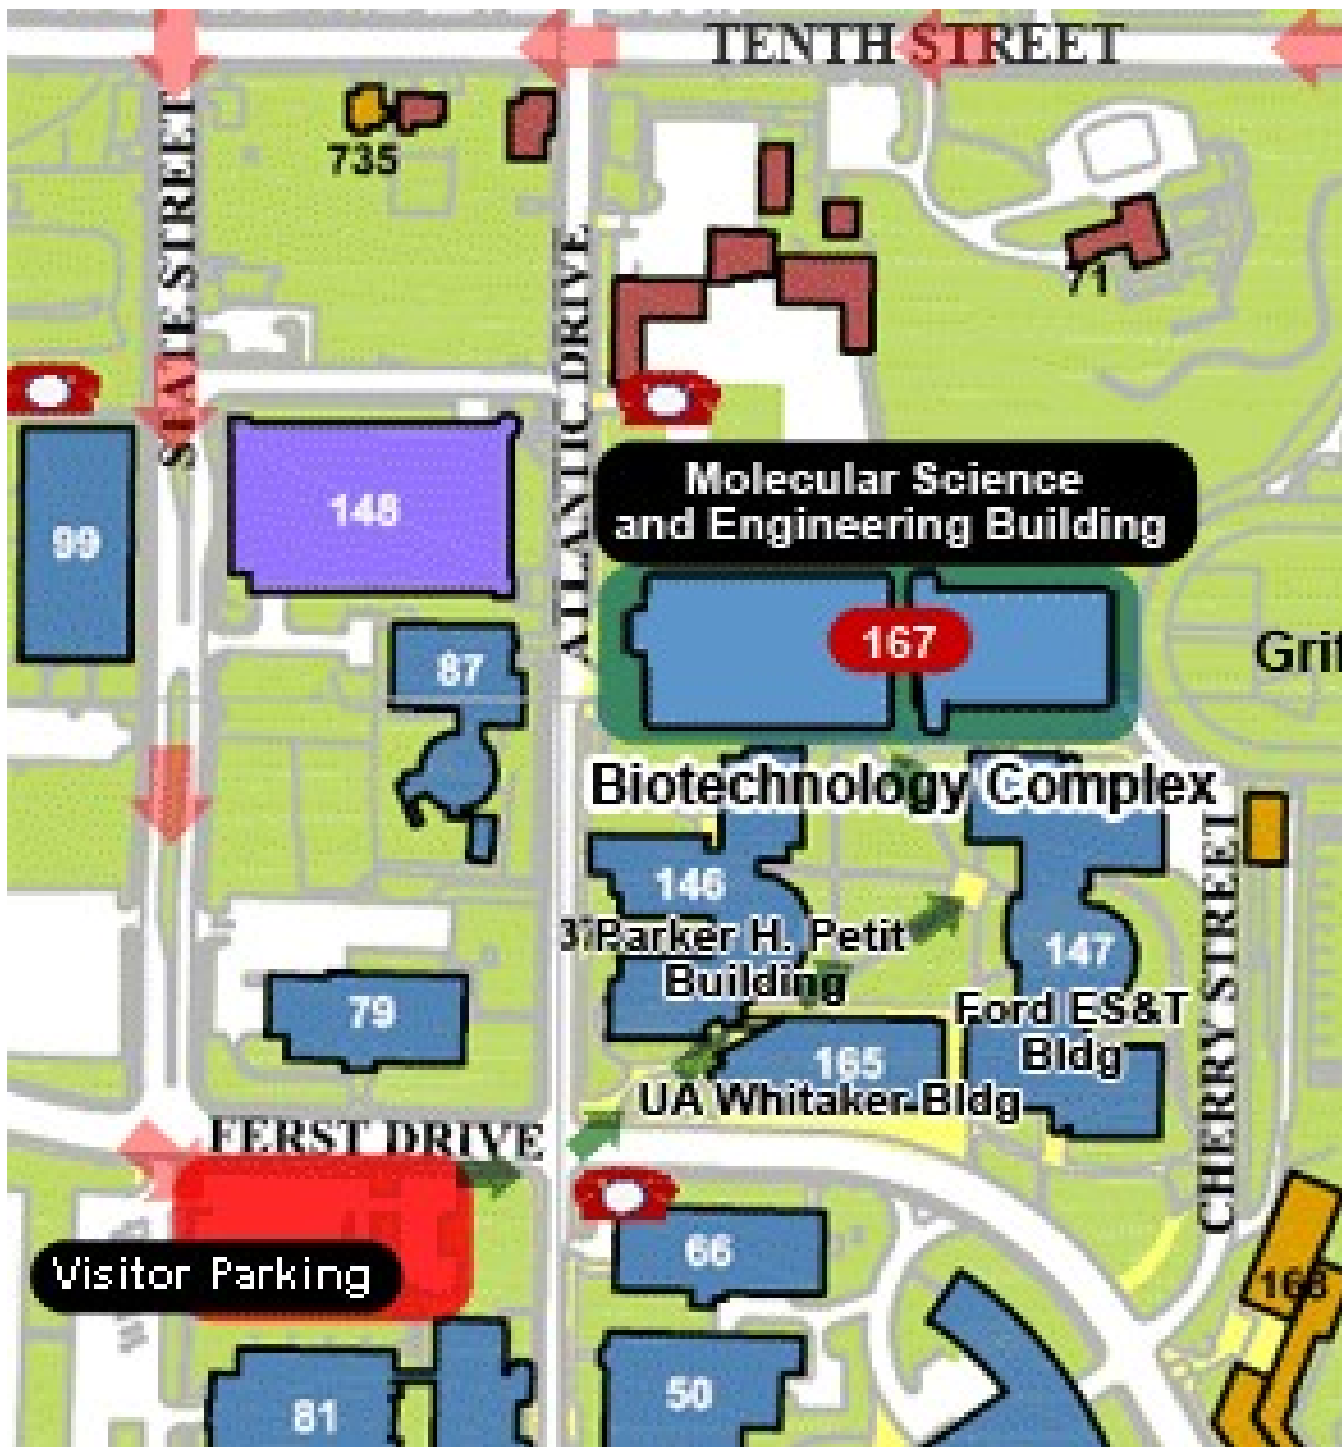 TENTH STREET
STATE STREET
735
ATLANTIC DRIVE
71
99
148
Molecular Science
and Engineering Building
167
87
Grif
Biotechnology Complex
146
Parker H. Petit
Building
147
79
Ford ES&T
Bldg
165
UA Whitaker Bldg
CHERRY STREET
FERST DRIVE
66
Visitor Parking
168
50
81